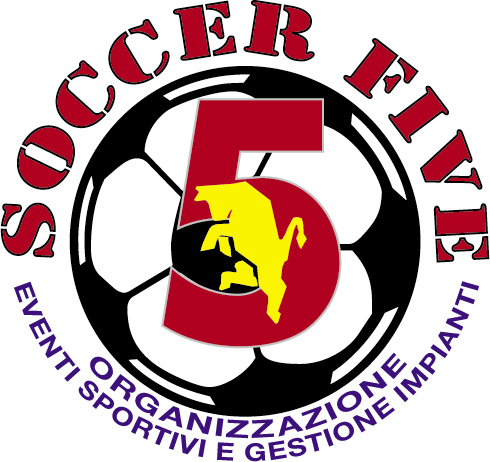 SOCCER FIVE
5
ORGANIZZAZIONE
EVENTI SPORTIVI E GESTIONE IMPIANTI